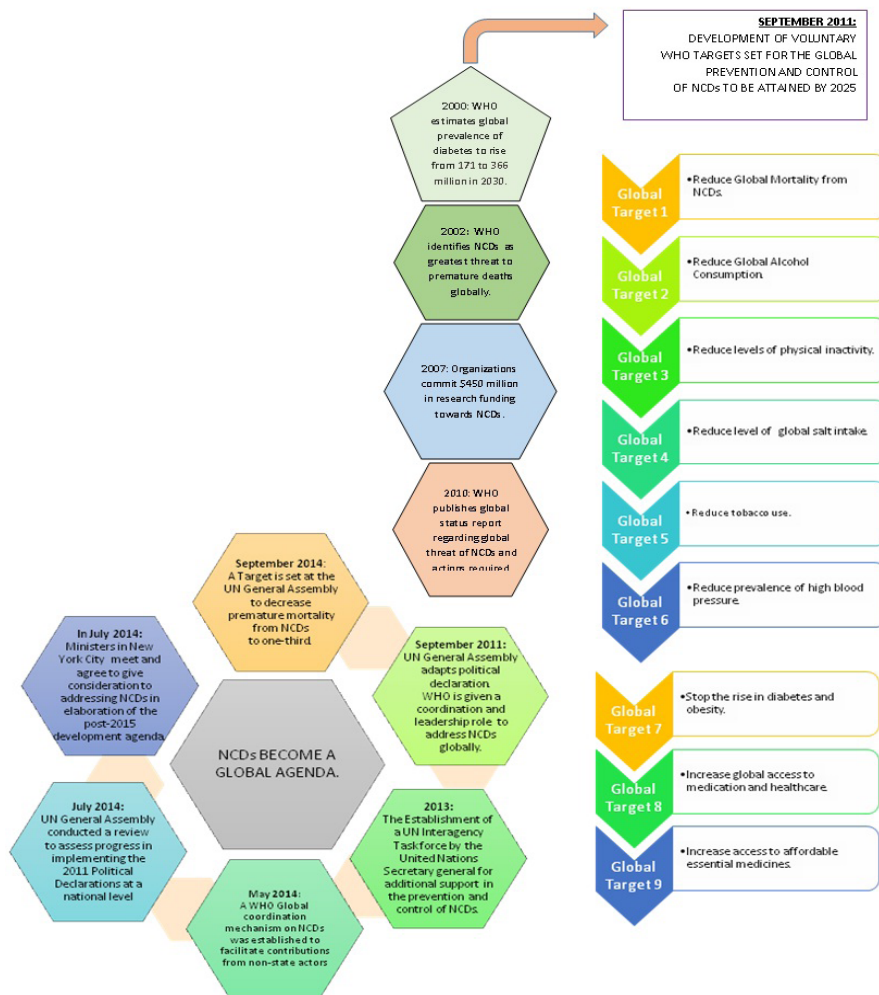 SEPTEMBER 2011:
DEVELOPMENT OF VOLUNTARY
WHO TARGETS SET FOR THE GLOBAL
PREVENTION AND CONTROL
OF NCDs TO BE ATTAINED BY 2025
2000: WHO
estimates global
prevalence of
diabetes to rise
from 171 to 366
million in 2030.
2002: WHO
identifies NCDs as
greatest threat to
premature deaths
globally.
2007: Organizations
commit $450 million
in research funding
towards NCDs.
2010: WHO
publishes global
status report
regarding global
threat of NCDs and
actions required
Global
Target 1
•Reduce Global Mortality from
NCDs.
Global
Target 2
•Reduce Global Alcohol
Consumption.
Global
Target 3
•Reduce levels of physical inactivity.
Global
Target 4
•Reduce level of global salt intake.
Global
Target 5
•Reduce tobacco use.
Global
Target 6
•Reduce prevalence of high blood
pressure.
Global
Target 7
•Stop the rise in diabetes and
obesity.
Global
Target 8
•Increase global access to
medication and healthcare.
Global
Target 9
•Increase access to affordable
essential medicines.
NCDs BECOME A
GLOBAL AGENDA.
September 2011:
UN General Assembly
adapts political
declaration.
WHO is given a
coordination and
leadership role to
address NCDs
globally.
2013:
The Establishment of
a UN Interagency
Taskforce by the
United Nations
Secretary general for
additional support in
the prevention and
control of NCDs.
May 2014:
A WHO Global
coordination
mechanism on NCDs
was established to
facilitate contributions
from non-state actors
July 2014:
UN General Assembly
conducted a review
to assess progress in
implementing the
2011 Political
Declarations at a
national level
In July 2014:
Ministers in New
York City meet and
agree to give
consideration to
addressing NCDs in
elaboration of the
post-2015
development agenda.
September 2014:
A Target is set at the
UN General Assembly
to decrease
premature mortality
from NCDs
to one-third.